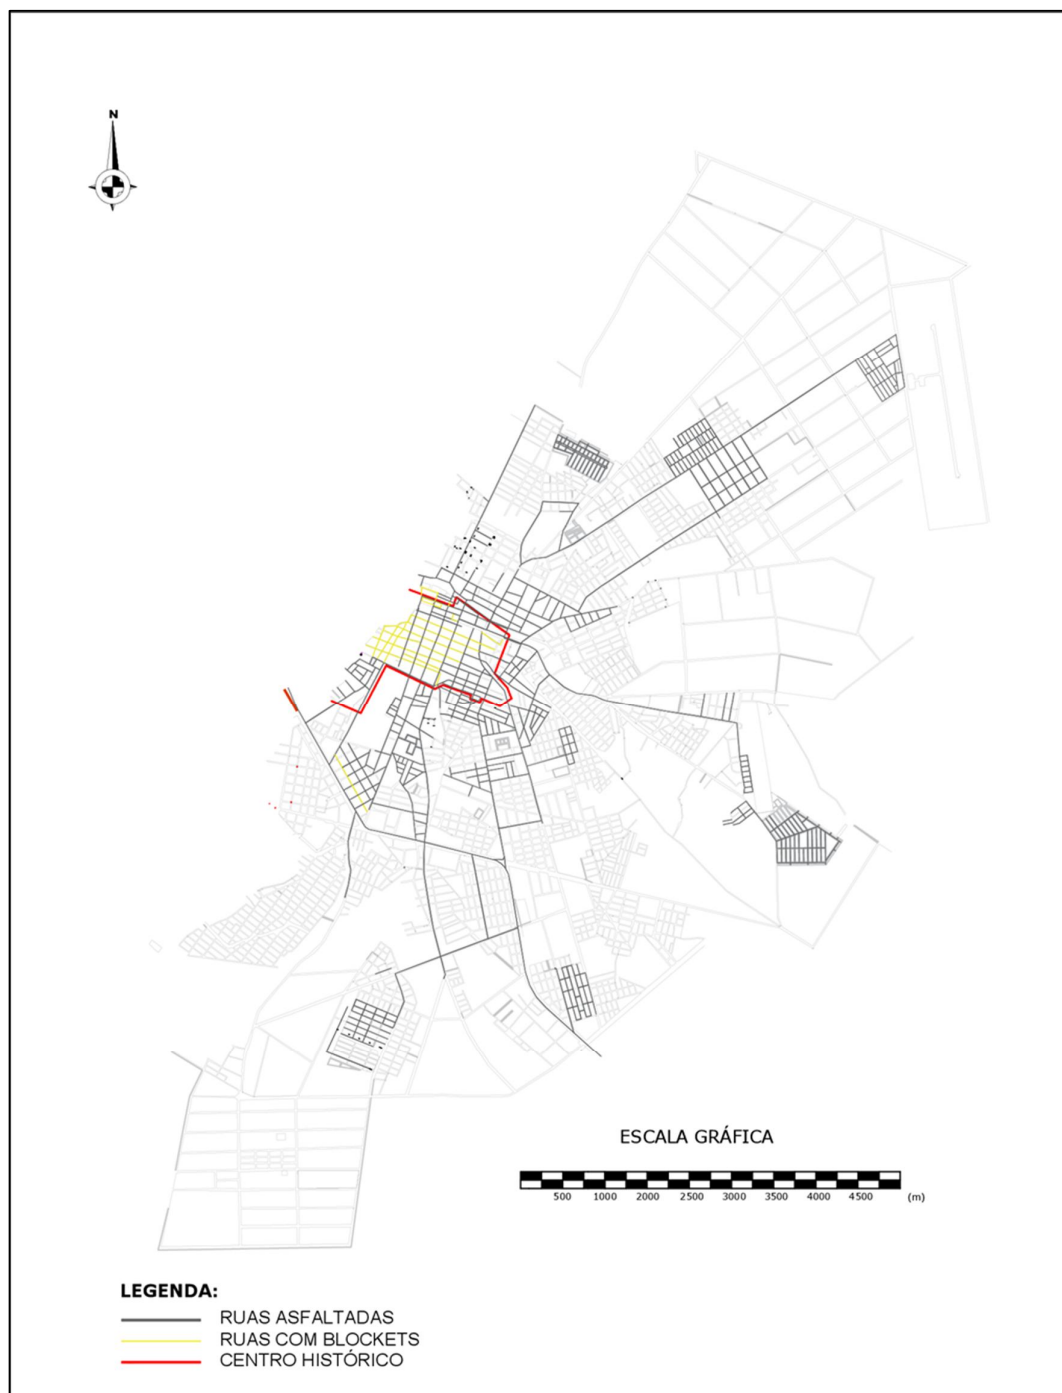 N
ESCALA GRÁFICA
500 1000 2000 2500 3000 3500 4000 4500 (m)
LEGENDA:
RUAS ASFALTADAS
RUAS COM BLOCKETS
CENTRO HISTÓRICO